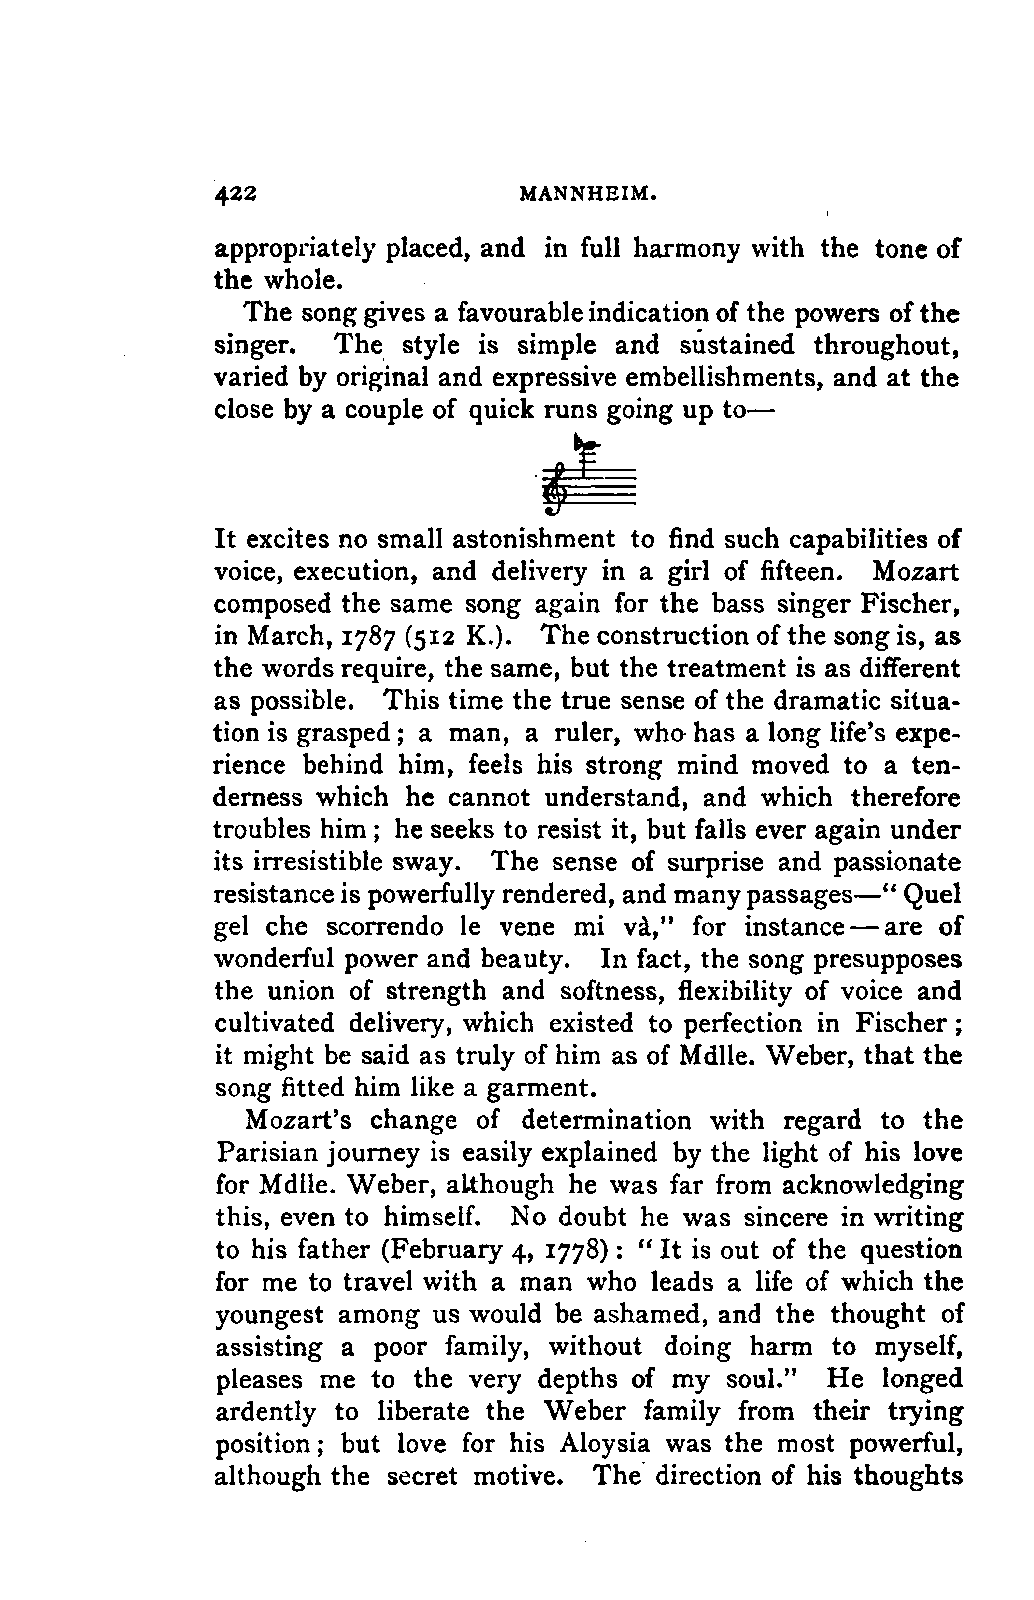 422 MANNHEIM.
appropriately placed, and in full harmony with the tone of
the whole.
The song gives a favourable indication of the powers of the
singer. The style is simple and sustained throughout,
varied by original and expressive embellishments, and at the
close by a couple of quick runs going up to—
It excites no small astonishment to find such capabilities of
voice, execution, and delivery in a girl of fifteen. Mozart
composed the same song again for the bass singer Fischer,
in March, 1787 (512 K.). The construction of the song is, as
the words require, the same, but the treatment is as different
as possible. This time the true sense of the dramatic situa-
tion is grasped; a man, a ruler, who has a long life's expe-
rience behind him, feels his strong mind moved to a ten-
derness which he cannot understand, and which therefore
troubles him; he seeks to resist it, but falls ever again under
its irresistible sway. The sense of surprise and passionate
resistance is powerfully rendered, and many passages—“Quel
gel che scorrendo le vene mi và,” for instance—are of
wonderful power and beauty. In fact, the song presupposes
the union of strength and softness, flexibility of voice and
cultivated delivery, which existed to perfection in Fischer;
it might be said as truly of him as of Mdlle. Weber, that the
song fitted him like a garment.
Mozart's change of determination with regard to the
Parisian journey is easily explained by the light of his love
for Mdlle. Weber, although he was far from acknowledging
this, even to himself. No doubt he was sincere in writing
to his father (February 4, 1778): “It is out of the question
for me to travel with a man who leads a life of which the
youngest among us would be ashamed, and the thought of
assisting a poor family, without doing harm to myself,
pleases me to the very depths of my soul.” He longed
ardently to liberate the Weber family from their trying
position; but love for his Aloysia was the most powerful,
although the secret motive. The direction of his thoughts